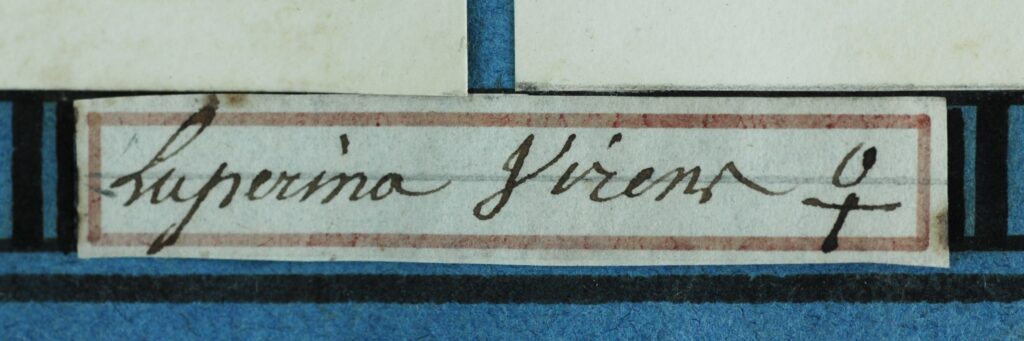 Luperina Virens ♀